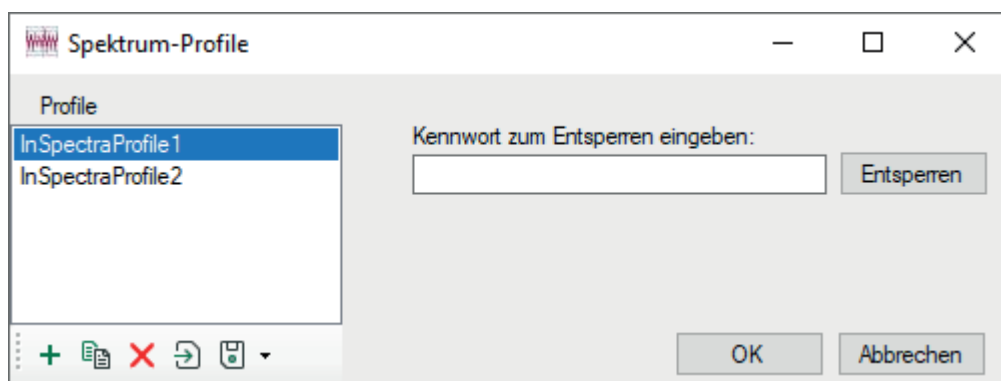 Spektrum-Profile
Profile
InSpectraProfile1
InSpectraProfile2
Kennwort zum Entsperren eingeben:
Entsperren
OK
Abbrechen